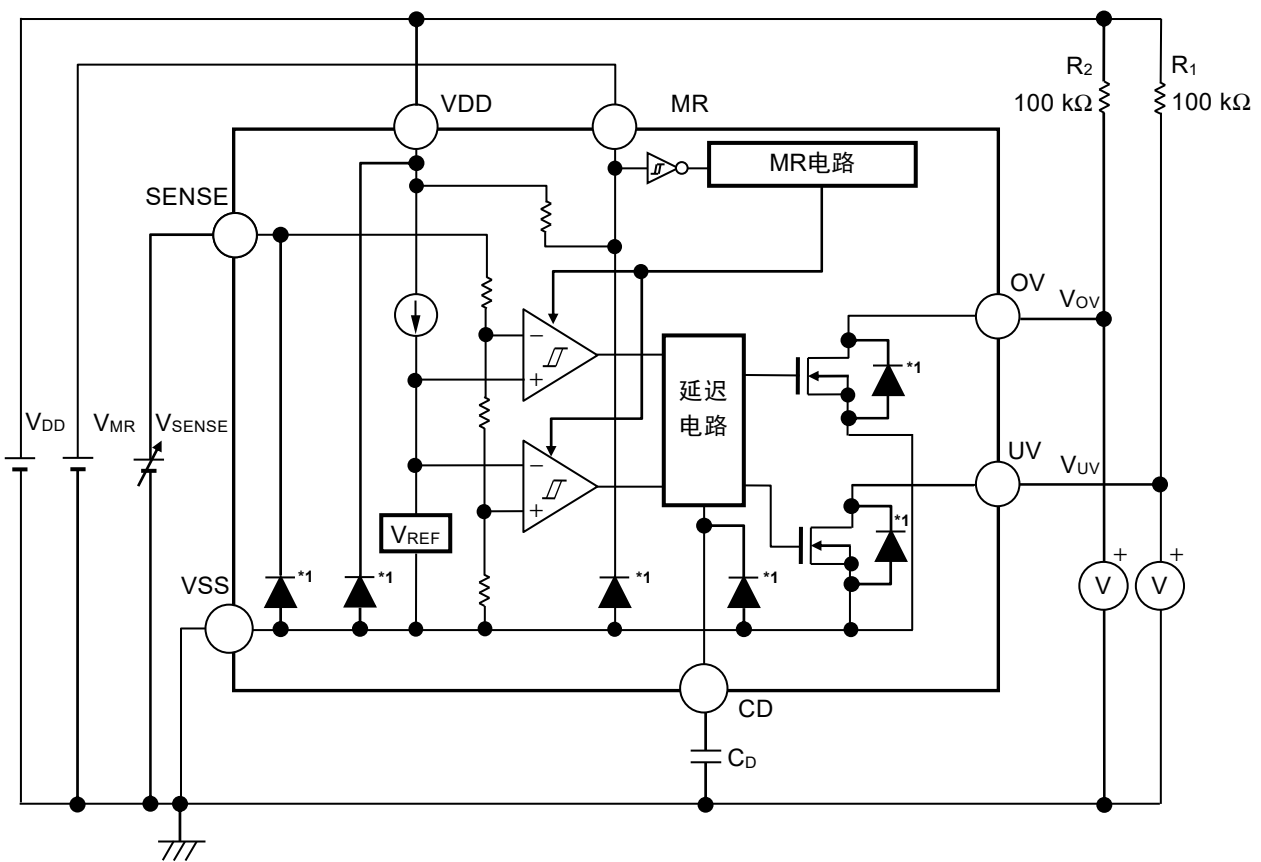 R2
100 kΩ
R1
100 kΩ
VDD
MR
MR电路
SENSE
OV
VOV
−
+
*1
延迟
电路
VDD
VMR
VSENSE
UV
VUV
−
+
*1
VREF
VSS
*1
*1
*1
*1
+
V
+
V
CD
CD